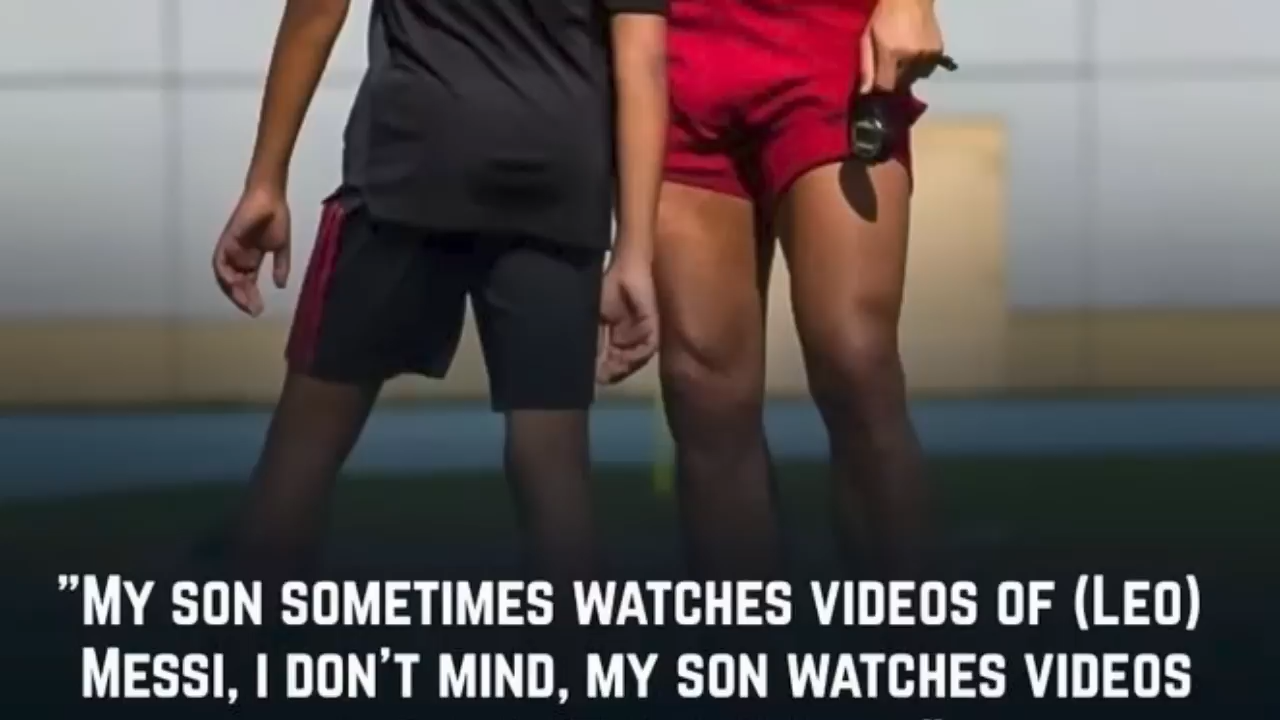 ”My son sometimes watches videos of (Leo)
Messi, I don’t mind, my son watches videos